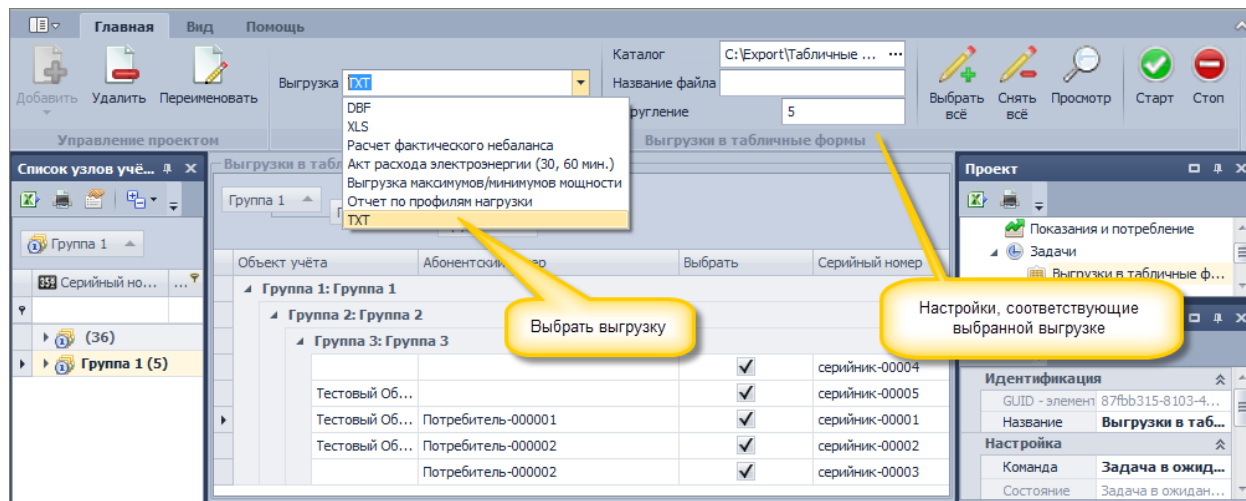 Главная Вид Помощь
Добавить Удалить Переименовать
Управление проектом
Выгрузка TXT
Каталог C:\Export\Табличные ... ...
Название файла
ругление 5
Выгрузки в табличные формы
Выбрать всё
Снять всё
Просмотр
Старт Стоп
DBF
XLS
Расчет фактического небаланса
Акт расхода электроэнергии (30, 60 мин.)
Выгрузка максимумов/минимумов мощности
Отчет по профилям нагрузки
TXT
Список узлов учё...
Группа 1
Серийный но... ...
(36)
Группа 1 (5)
Выгрузки в табл
Группа 1
Объект учёта Абонентский ер Выбрать Серийный номер
Группа 1: Группа 1
Группа 2: Группа 2
Группа 3: Группа 3
серийник-00004
Тестовый Об... серийник-00005
Тестовый Об... Потребитель-000001 серийник-00001
Тестовый Об... Потребитель-000002 серийник-00002
Потребитель-000002 серийник-00003
Выбрать выгрузку
Настройки, соответствующие
выбранной выгрузке
Проект
Показания и потребление
Задачи
Выгрузки в табличные ф...
Идентификация
GUID - элемент 87fbb315-8103-4...
Название Выгрузки в таб...
Настройка
Команда Задача в ожид...
Состояние Задача в ожидан...